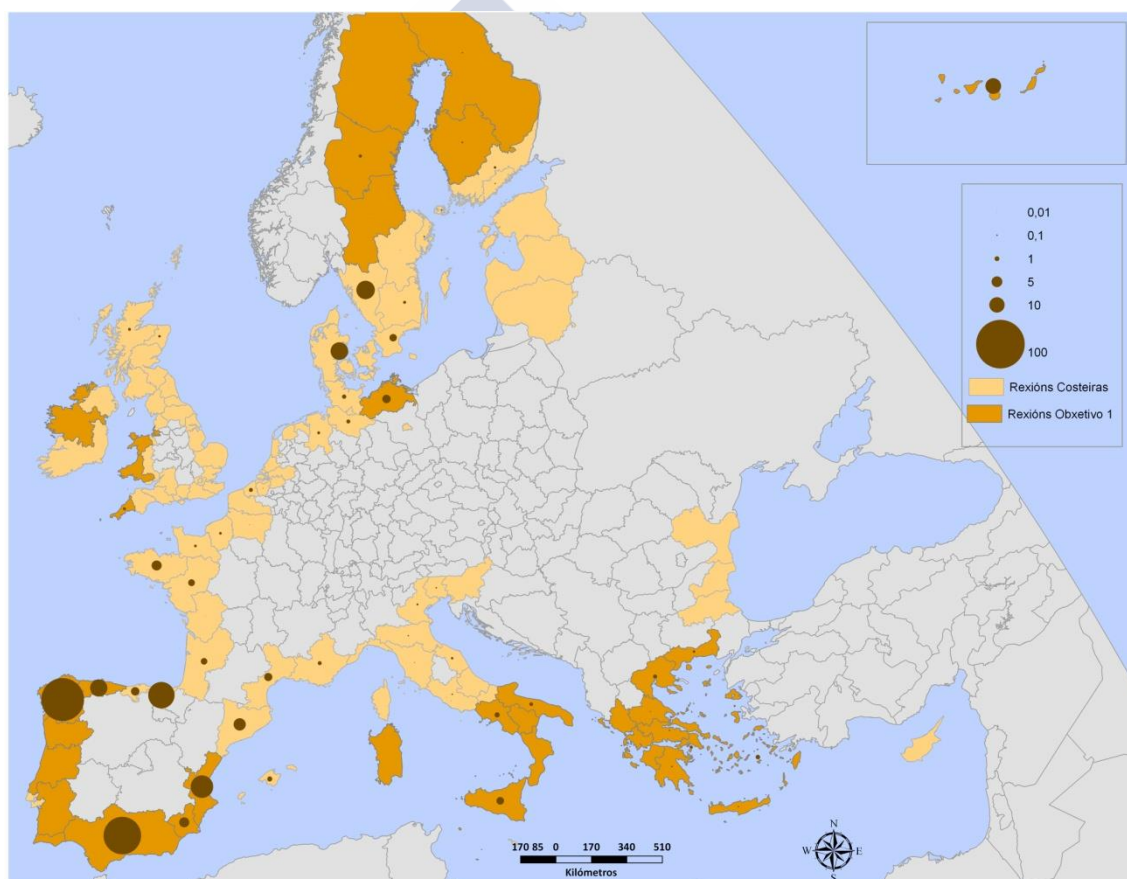 0,01
0,1
1
5
10
100
Rexións Costeiras
Rexións Obxetivo 1
170 85 0 170 340 510
Kilómetros
N
W E
S